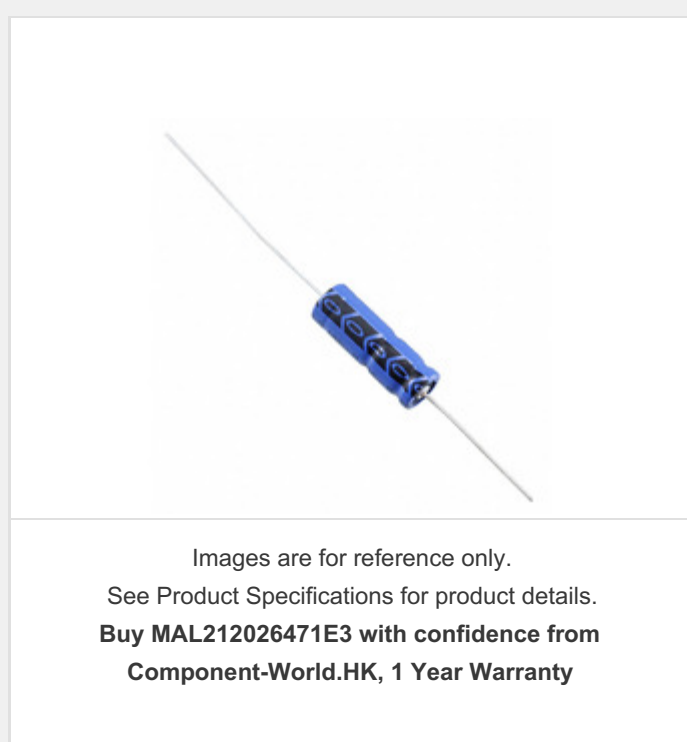 Images are for reference only.
See Product Specifications for product details.
Buy MAL212026471E3 with confidence from
Component-World.HK, 1 Year Warranty